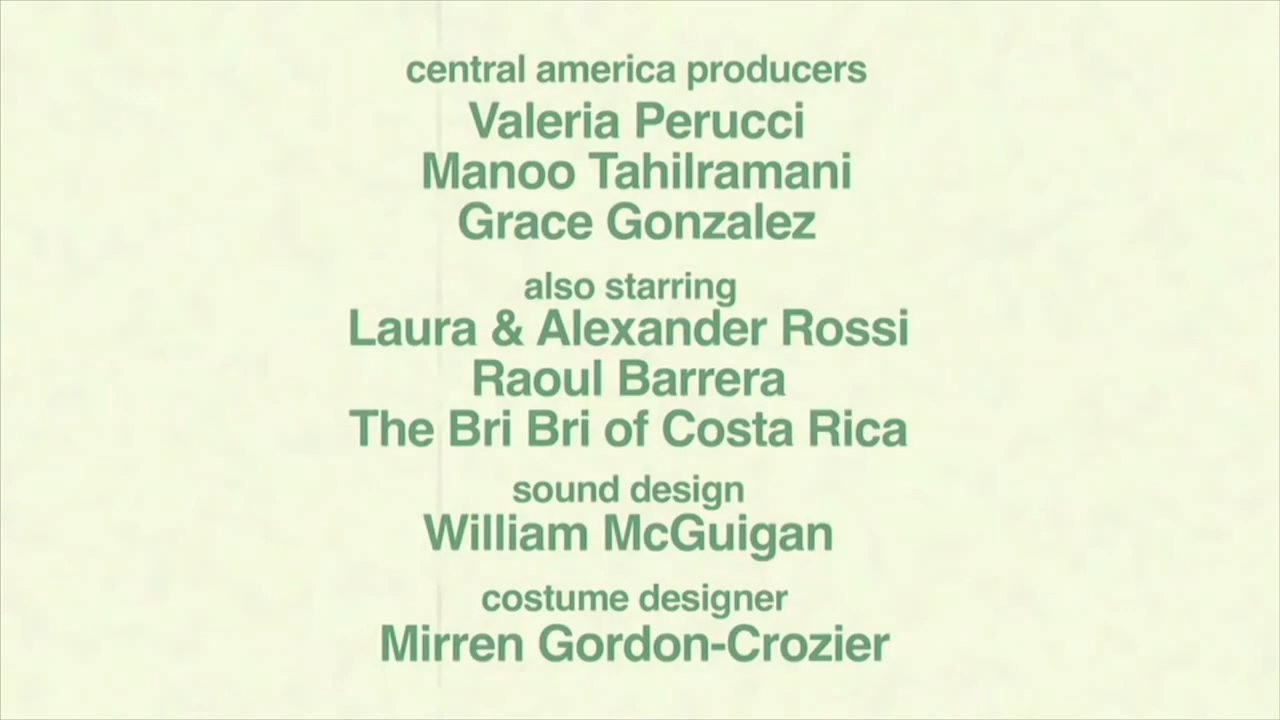 central america producers
Valeria Perucci
Manoo Tahilramani
Grace Gonzalez
also starring
Laura & Alexander Rossi
Raoul Barrera
The Bri Bri of Costa Rica
sound design
William McGuigan
costume designer
Mirren Gordon-Crozier